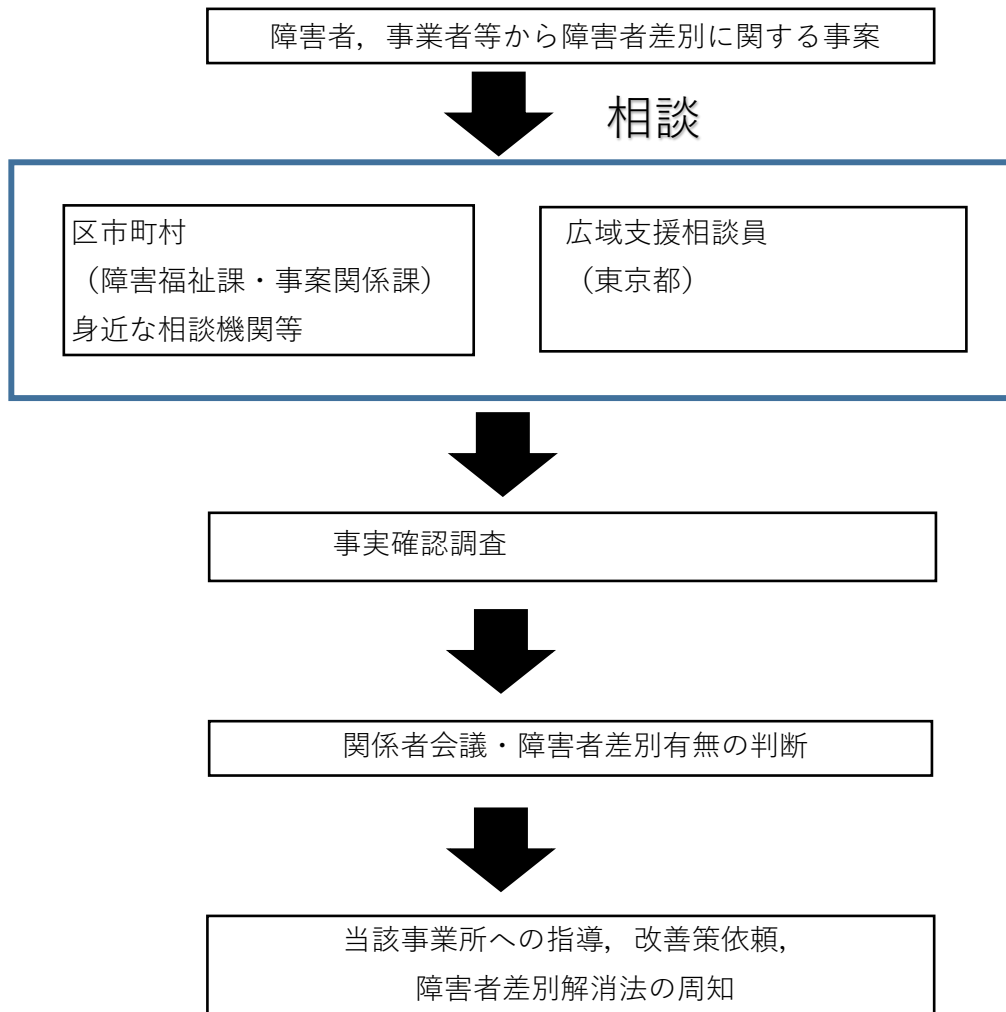 障害者，事業者等から障害者差別に関する事案
相談
区市町村
（障害福祉課・事案関係課）
身近な相談機関等
広域支援相談員
（東京都）
事実確認調査
関係者会議・障害者差別有無の判断
当該事業所への指導，改善策依頼，
障害者差別解消法の周知